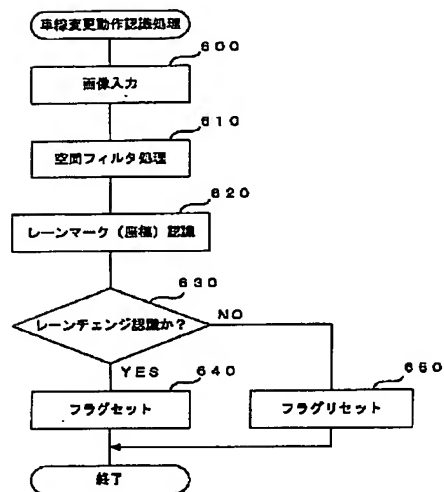 車線変更動作認識処理
600
画像入力
610
空間フィルタ処理
620
レーンマーク（座標）認識
630
レーンチェンジ認識か？
NO
YES
640
650
フラグセット
フラグリセット
終了